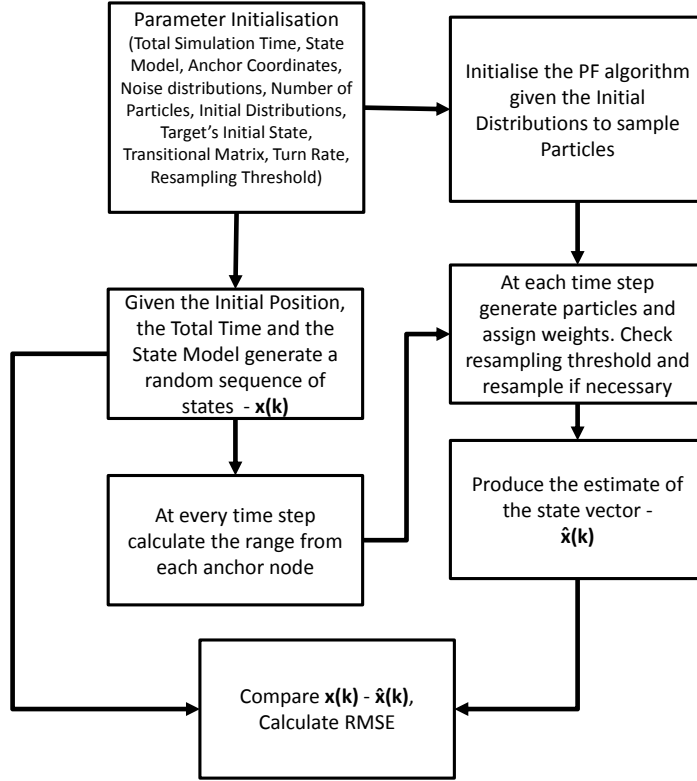 Parameter Initialisation
(Total Simulation Time, State
Model, Anchor Coordinates,
Noise distributions, Number of
Particles, Initial Distributions,
Target's Initial State,
Transitional Matrix, Turn Rate,
Resampling Threshold)
Initialise the PF algorithm
given the Initial
Distributions to sample
Particles
Given the Initial Position,
the Total Time and the
State Model generate a
random sequence of
states - x(k)
At each time step
generate particles and
assign weights. Check
resampling threshold and
resample if necessary
At every time step
calculate the range from
each anchor node
Produce the estimate of
the state vector -
x̂(k)
Compare x(k) - x̂(k),
Calculate RMSE